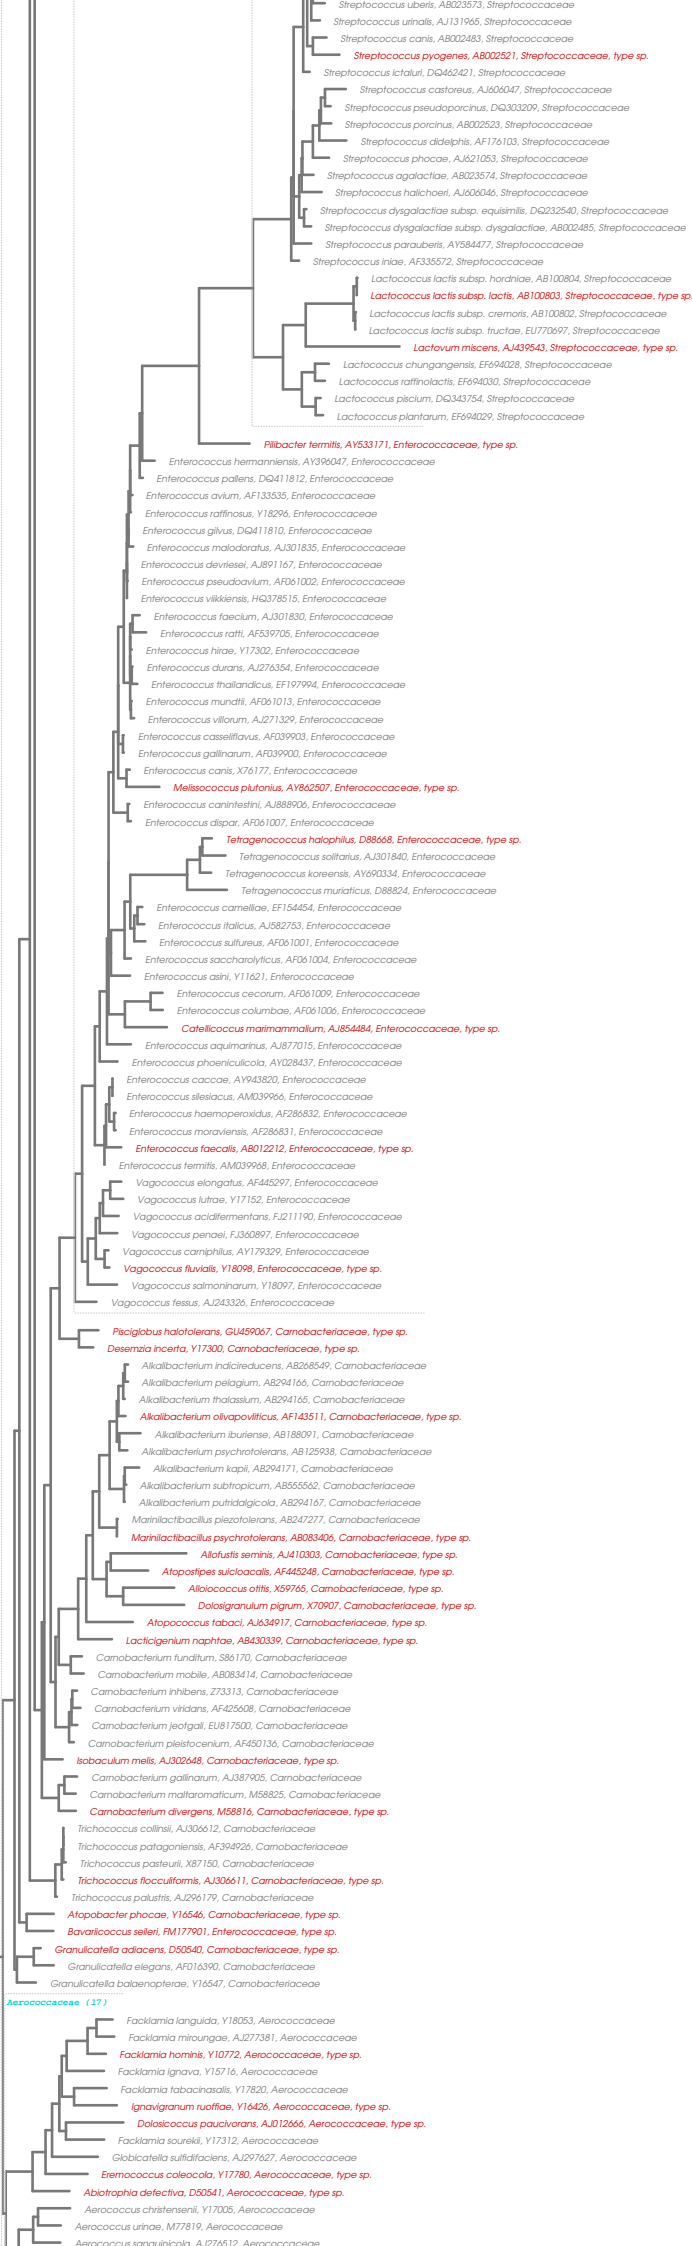 Streptococcus uberis, AB023573, Streptococcaceae
Streptococcus urinalis, AJ131965, Streptococcaceae
Streptococcus canis, AB002483, Streptococcaceae
Streptococcus pyogenes, AB002521, Streptococcaceae, type sp.
Streptococcus ictaluri, DQ462421, Streptococcaceae
Streptococcus castoreus, AJ606047, Streptococcaceae
Streptococcus pseudoporcinus, DQ303209, Streptococcaceae
Streptococcus porcinus, AB002523, Streptococcaceae
Streptococcus didelphis, AF176103, Streptococcaceae
Streptococcus phocae, AJ621053, Streptococcaceae
Streptococcus agalactiae, AB023574, Streptococcaceae
Streptococcus halichoeri, AJ606046, Streptococcaceae
Streptococcus dysgalactiae subsp. equisimilis, DQ232540, Streptococcaceae
Streptococcus dysgalactiae subsp. dysgalactiae, AB002485, Streptococcaceae
Streptococcus parauberis, AY584477, Streptococcaceae
Streptococcus iniae, AF335572, Streptococcaceae
Lactococcus lactis subsp. hordniae, AB100804, Streptococcaceae
Lactococcus lactis subsp. lactis, AB100803, Streptococcaceae, type sp.
Lactococcus lactis subsp. cremoris, AB100802, Streptococcaceae
Lactococcus lactis subsp. fructae, EU770697, Streptococcaceae
Lactovum miscens, AJ439543, Streptococcaceae, type sp.
Lactococcus chungangensis, EF694028, Streptococcaceae
Lactococcus raffinolactis, EF694030, Streptococcaceae
Lactococcus piscium, DQ343754, Streptococcaceae
Lactococcus plantarum, EF694029, Streptococcaceae
Pilibacter termitis, AY533171, Enterococcaceae, type sp.
Enterococcus hermanniensis, AY396047, Enterococcaceae
Enterococcus pallens, DQ411812, Enterococcaceae
Enterococcus avium, AF133535, Enterococcaceae
Enterococcus raffinosus, Y18296, Enterococcaceae
Enterococcus gilvus, DQ411810, Enterococcaceae
Enterococcus malodoratus, AJ301835, Enterococcaceae
Enterococcus devriesei, AJ891167, Enterococcaceae
Enterococcus pseudoavium, AF061002, Enterococcaceae
Enterococcus viikkiensis, HQ378515, Enterococcaceae
Enterococcus faecium, AJ301830, Enterococcaceae
Enterococcus ratti, AF539705, Enterococcaceae
Enterococcus hirae, Y17302, Enterococcaceae
Enterococcus durans, AJ276354, Enterococcaceae
Enterococcus thailandicus, EF197994, Enterococcaceae
Enterococcus mundtii, AF061013, Enterococcaceae
Enterococcus villorum, AJ271329, Enterococcaceae
Enterococcus casseliflavus, AF039903, Enterococcaceae
Enterococcus gallinarum, AF039900, Enterococcaceae
Enterococcus canis, X76177, Enterococcaceae
Melissococcus plutonius, AY862507, Enterococcaceae, type sp.
Enterococcus canintestini, AJ888906, Enterococcaceae
Enterococcus dispar, AF061007, Enterococcaceae
Tetragenococcus halophilus, D88668, Enterococcaceae, type sp.
Tetragenococcus solitarius, AJ301840, Enterococcaceae
Tetragenococcus koreensis, AY690334, Enterococcaceae
Tetragenococcus muriaticus, D88824, Enterococcaceae
Enterococcus camelliae, EF154454, Enterococcaceae
Enterococcus italicus, AJ582753, Enterococcaceae
Enterococcus sulfureus, AF061001, Enterococcaceae
Enterococcus saccharolyticus, AF061004, Enterococcaceae
Enterococcus asini, Y11621, Enterococcaceae
Enterococcus cecorum, AF061009, Enterococcaceae
Enterococcus columbae, AF061006, Enterococcaceae
Catellicoccus marimammalium, AJ854484, Enterococcaceae, type sp.
Enterococcus aquimarinus, AJ877015, Enterococcaceae
Enterococcus phoeniculicola, AY028437, Enterococcaceae
Enterococcus caccae, AY943820, Enterococcaceae
Enterococcus silesiacus, AM039966, Enterococcaceae
Enterococcus haemoperoxidus, AF286832, Enterococcaceae
Enterococcus moraviensis, AF286831, Enterococcaceae
Enterococcus faecalis, AB012212, Enterococcaceae, type sp.
Enterococcus termitis, AM039968, Enterococcaceae
Vagococcus elongatus, AF445297, Enterococcaceae
Vagococcus lutrae, Y17152, Enterococcaceae
Vagococcus acidifermentans, FJ211190, Enterococcaceae
Vagococcus penaei, FJ360897, Enterococcaceae
Vagococcus carniphilus, AY179329, Enterococcaceae
Vagococcus fluvialis, Y18098, Enterococcaceae, type sp.
Vagococcus salmoninarum, Y18097, Enterococcaceae
Vagococcus fessus, AJ243326, Enterococcaceae
Pisciglobus halotolerans, GU459067, Carnobacteriaceae, type sp.
Desemzia incerta, Y17300, Carnobacteriaceae, type sp.
Alkalibacterium indicireducens, AB268549, Carnobacteriaceae
Alkalibacterium pelagium, AB294166, Carnobacteriaceae
Alkalibacterium thalassium, AB294165, Carnobacteriaceae
Alkalibacterium olivapovliticus, AF143511, Carnobacteriaceae, type sp.
Alkalibacterium iburiense, AB188091, Carnobacteriaceae
Alkalibacterium psychrotolerans, AB125938, Carnobacteriaceae
Alkalibacterium kapii, AB294171, Carnobacteriaceae
Alkalibacterium subtropicum, AB555562, Carnobacteriaceae
Alkalibacterium putridalgicola, AB294167, Carnobacteriaceae
Marinilactibacillus piezotolerans, AB247277, Carnobacteriaceae
Marinilactibacillus psychrotolerans, AB083406, Carnobacteriaceae, type sp.
Allofustis seminis, AJ410303, Carnobacteriaceae, type sp.
Atopostipes suicloacalis, AF445248, Carnobacteriaceae, type sp.
Alloiococcus otitis, X59765, Carnobacteriaceae, type sp.
Dolosigranulum pigrum, X70907, Carnobacteriaceae, type sp.
Atopococcus tabaci, AJ634917, Carnobacteriaceae, type sp.
Lacticigenium naphtae, AB430339, Carnobacteriaceae, type sp.
Carnobacterium funditum, S86170, Carnobacteriaceae
Carnobacterium mobile, AB083414, Carnobacteriaceae
Carnobacterium inhibens, Z73313, Carnobacteriaceae
Carnobacterium viridans, AF425608, Carnobacteriaceae
Carnobacterium jeotgali, EU817500, Carnobacteriaceae
Carnobacterium pleistocenium, AF450136, Carnobacteriaceae
Isobaculum melis, AJ302648, Carnobacteriaceae, type sp.
Carnobacterium gallinarum, AJ387905, Carnobacteriaceae
Carnobacterium maltaromaticum, M58825, Carnobacteriaceae
Carnobacterium divergens, M58816, Carnobacteriaceae, type sp.
Trichococcus collinsii, AJ306612, Carnobacteriaceae
Trichococcus patagoniensis, AF394926, Carnobacteriaceae
Trichococcus pasteurii, X87150, Carnobacteriaceae
Trichococcus flocculiformis, AJ306611, Carnobacteriaceae, type sp.
Trichococcus palustris, AJ296179, Carnobacteriaceae
Atopobacter phocae, Y16546, Carnobacteriaceae, type sp.
Bavariicoccus seileri, FM177901, Enterococcaceae, type sp.
Granulicatella adiacens, D50540, Carnobacteriaceae, type sp.
Granulicatella elegans, AF016390, Carnobacteriaceae
Granulicatella balaenopterae, Y16547, Carnobacteriaceae
Aerococcaceae (17)
Facklamia languida, Y18053, Aerococcaceae
Facklamia miroungae, AJ277381, Aerococcaceae
Facklamia hominis, Y10772, Aerococcaceae, type sp.
Facklamia ignava, Y15716, Aerococcaceae
Facklamia tabacinasalis, Y17820, Aerococcaceae
Ignavigranum ruoffiae, Y16426, Aerococcaceae, type sp.
Dolosicoccus paucivorans, AJ012666, Aerococcaceae, type sp.
Facklamia sourekii, Y17312, Aerococcaceae
Globicatella sulfidifaciens, AJ297627, Aerococcaceae
Eremococcus coleocola, Y17780, Aerococcaceae, type sp.
Abiotrophia defectiva, D50541, Aerococcaceae, type sp.
Aerococcus christensenii, Y17005, Aerococcaceae
Aerococcus urinae, M77819, Aerococcaceae
Aerococcus sanguinicola, AJ276512, Aerococcaceae